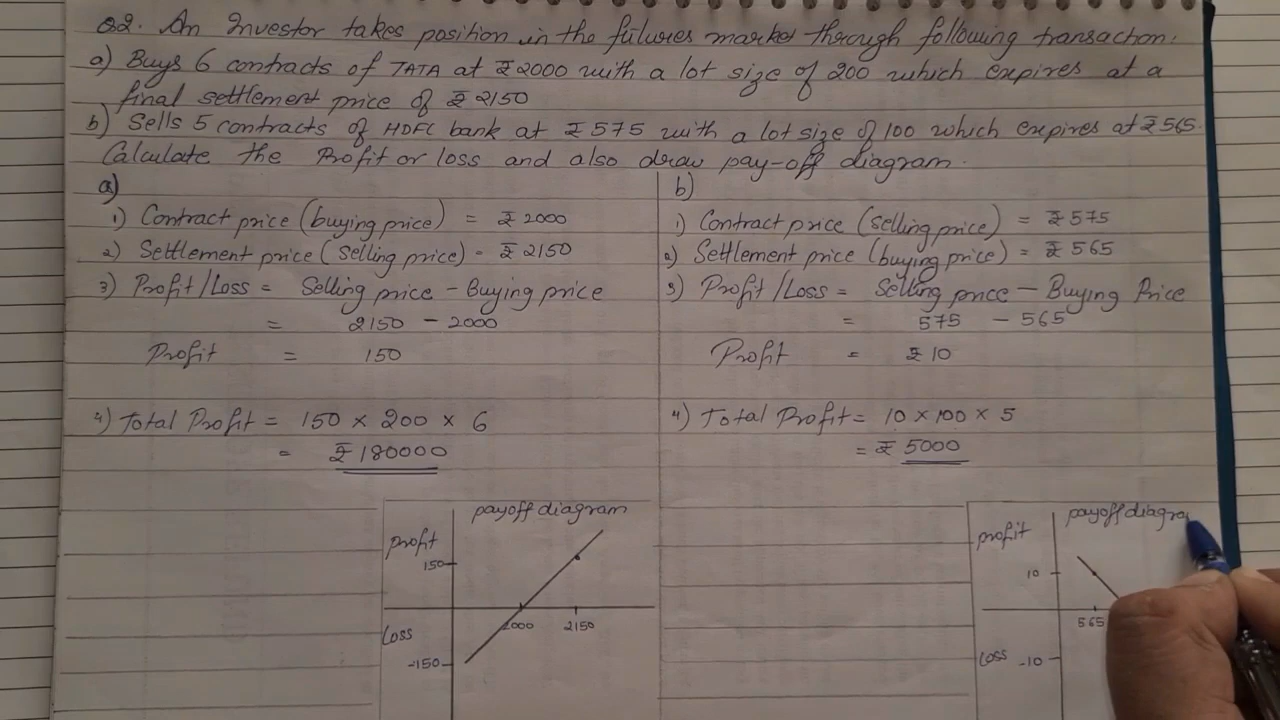 Q2. An Investor takes position in the futures market through following transaction.
a) Buys 6 contracts of TATA at ₹2000 with a lot size of 200 which expires at a
final settlement price of ₹2150
b) Sells 5 contracts of HDFC bank at ₹575 with a lot size of 100 which expires at ₹565.
Calculate the Profit or loss and also draw pay-off diagram.
a)
1) Contract price (buying price) = ₹2000
2) Settlement price (selling price) = ₹2150
3) Profit/Loss = Selling price - Buying price
= 2150 - 2000
Profit = 150
4) Total Profit = 150 × 200 × 6
= ₹180000
payoff diagram
profit
150
2000 2150
Loss
-150
b)
1) Contract price (selling price) = ₹575
2) Settlement price (buying price) = ₹565
3) Profit/Loss = Selling price - Buying Price
= 575 - 565
Profit = ₹10
4) Total Profit = 10 × 100 × 5
= ₹5000
payoff diagra
profit
10
565
Loss -10